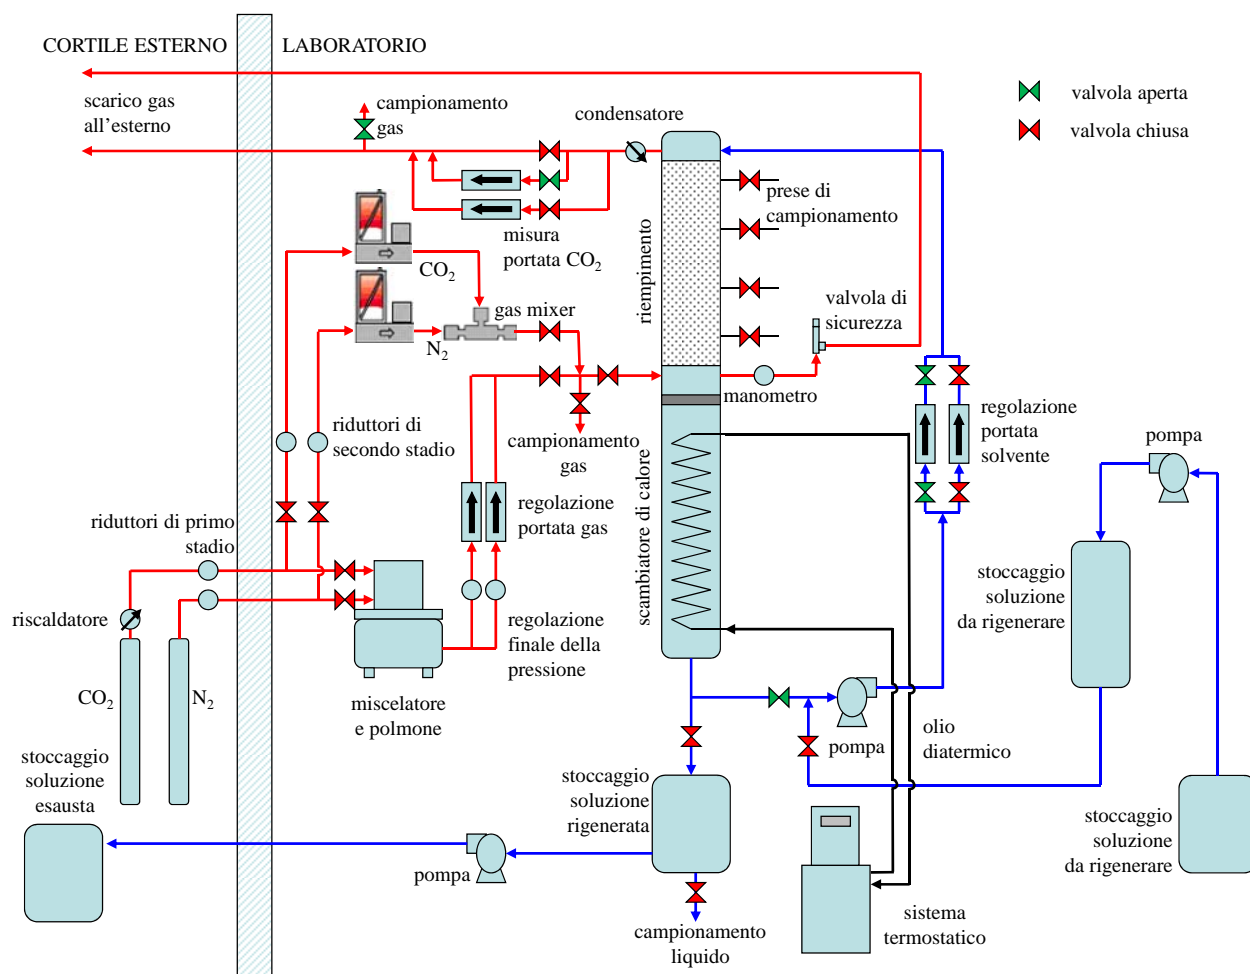 CORTILE ESTERNO
LABORATORIO
scarico gas
all'esterno
campionamento
gas
condensatore
valvola aperta
valvola chiusa
prese di
campionamento
misura
portata CO2
riempimento
CO2
gas mixer
N2
valvola di
sicurezza
manometro
riduttori di
secondo stadio
campionamento
gas
regolazione
portata solvente
pompa
riduttori di primo
stadio
regolazione
portata gas
scambiatore di calore
stoccaggio
soluzione
da rigenerare
riscaldatore
regolazione
finale della
pressione
CO2
N2
miscelatore
e polmone
pompa
olio
diatermico
stoccaggio
soluzione
esausta
stoccaggio
soluzione
rigenerata
stoccaggio
soluzione
da rigenerare
pompa
campionamento
liquido
sistema
termostatico